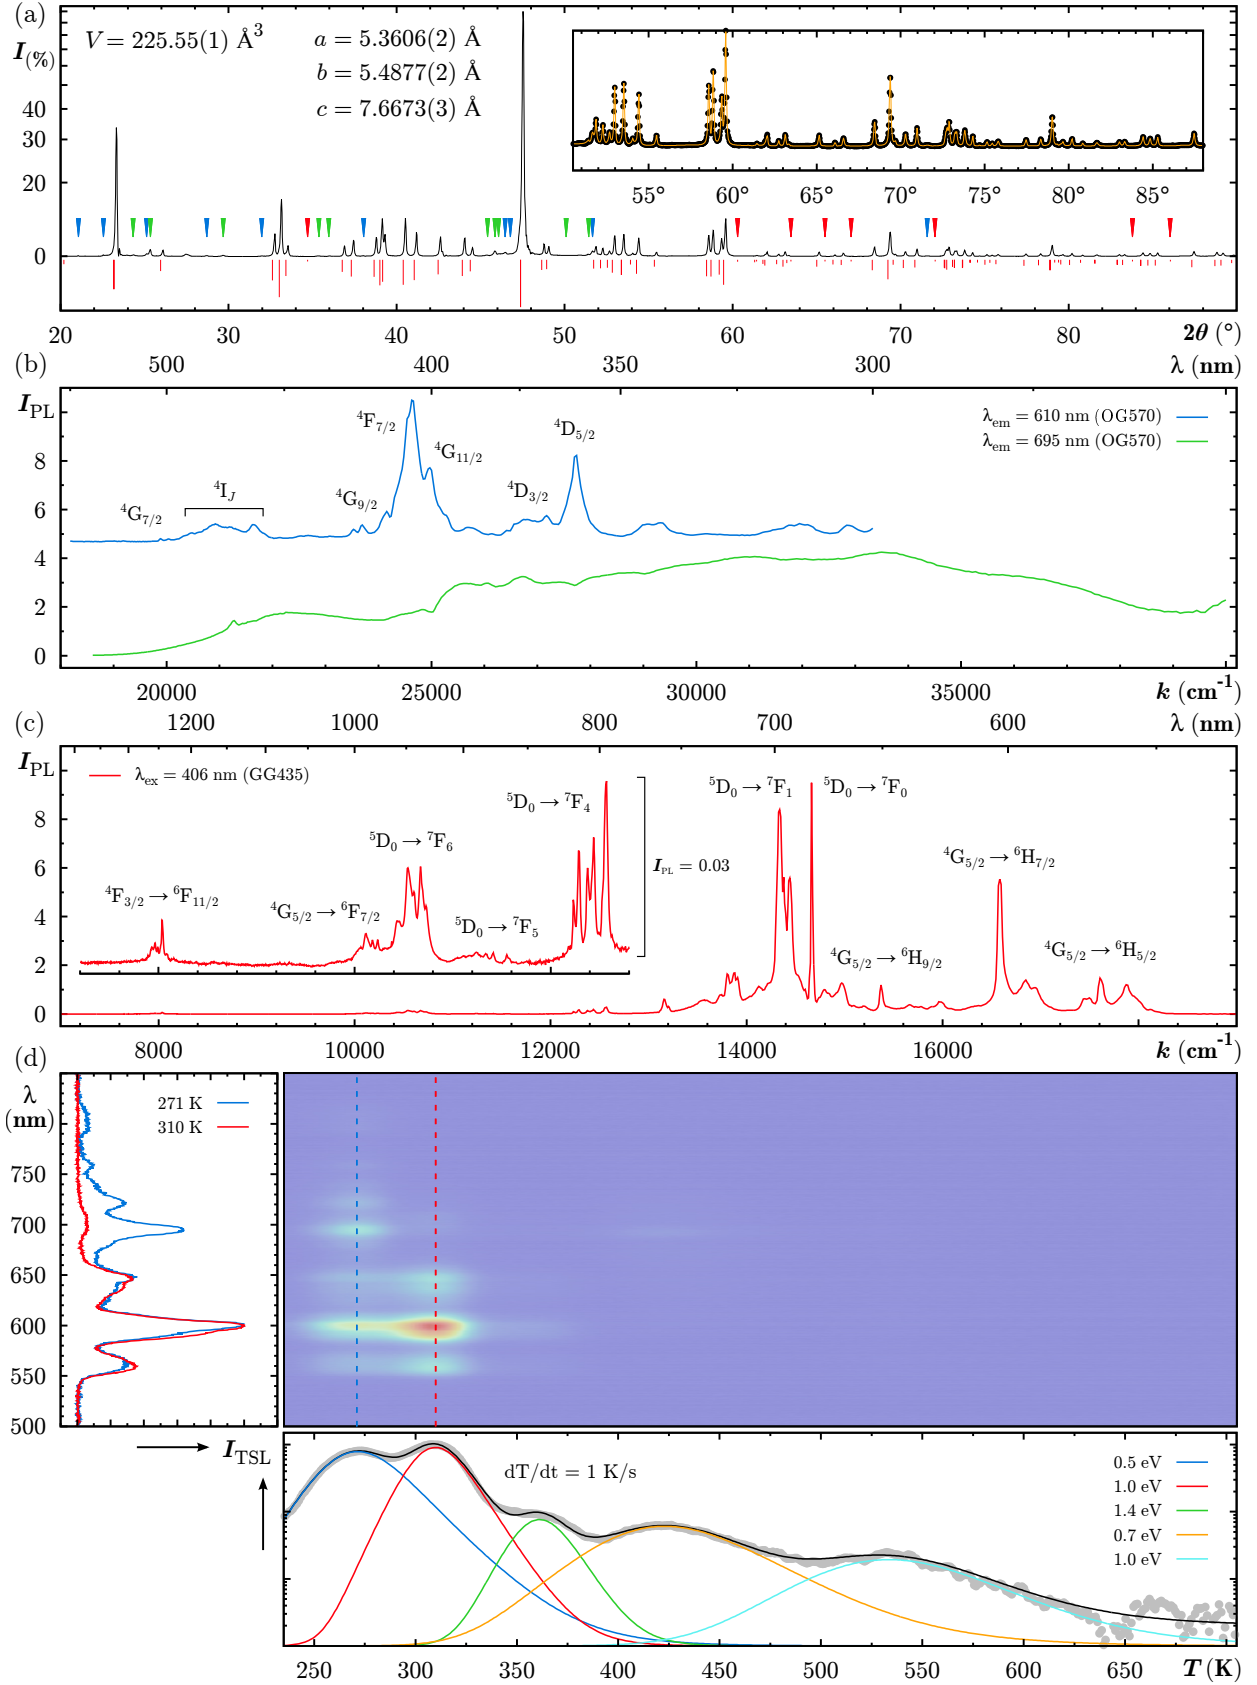 (a)
I(%)
V = 225.55(1) Å³
a = 5.3606(2) Å
b = 5.4877(2) Å
c = 7.6673(3) Å
40
30
20
0
55° 60° 65° 70° 75° 80° 85°
20 30 40 50 60 70 80 2θ (°)
(b) 500 400 350 300 λ (nm)
I_PL
8
6
4
2
0
λ_em = 610 nm (OG570)
λ_em = 695 nm (OG570)
⁴G₇/₂
⁴I_J
⁴G₉/₂
⁴F₇/₂
⁴G₁₁/₂
⁴D₃/₂
⁴D₅/₂
20000 25000 30000 35000 k (cm⁻¹)
(c) 1200 1000 800 700 600 λ (nm)
I_PL
8
6
4
2
0
λ_ex = 406 nm (GG435)
⁴F₃/₂ → ⁶F₁₁/₂
⁴G₅/₂ → ⁶F₇/₂
⁵D₀ → ⁷F₆
⁵D₀ → ⁷F₅
⁵D₀ → ⁷F₄
I_PL = 0.03
⁵D₀ → ⁷F₁
⁵D₀ → ⁷F₀
⁴G₅/₂ → ⁶H₉/₂
⁴G₅/₂ → ⁶H₇/₂
⁴G₅/₂ → ⁶H₅/₂
8000 10000 12000 14000 16000 k (cm⁻¹)
(d)
λ
(nm)
750
700
650
600
550
500
271 K
310 K
I_TSL
dT/dt = 1 K/s
0.5 eV
1.0 eV
1.4 eV
0.7 eV
1.0 eV
250 300 350 400 450 500 550 600 650 T (K)